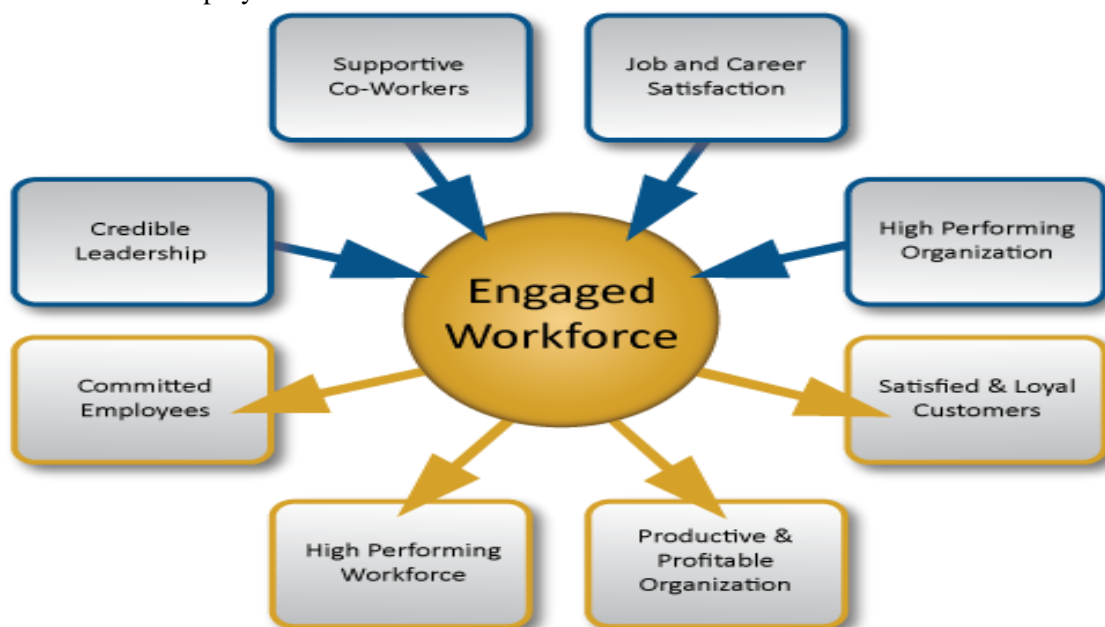 Supportive
Co-Workers
Job and Career
Satisfaction
Credible
Leadership
High Performing
Organization
Engaged
Workforce
Committed
Employees
Satisfied & Loyal
Customers
High Performing
Workforce
Productive &
Profitable
Organization